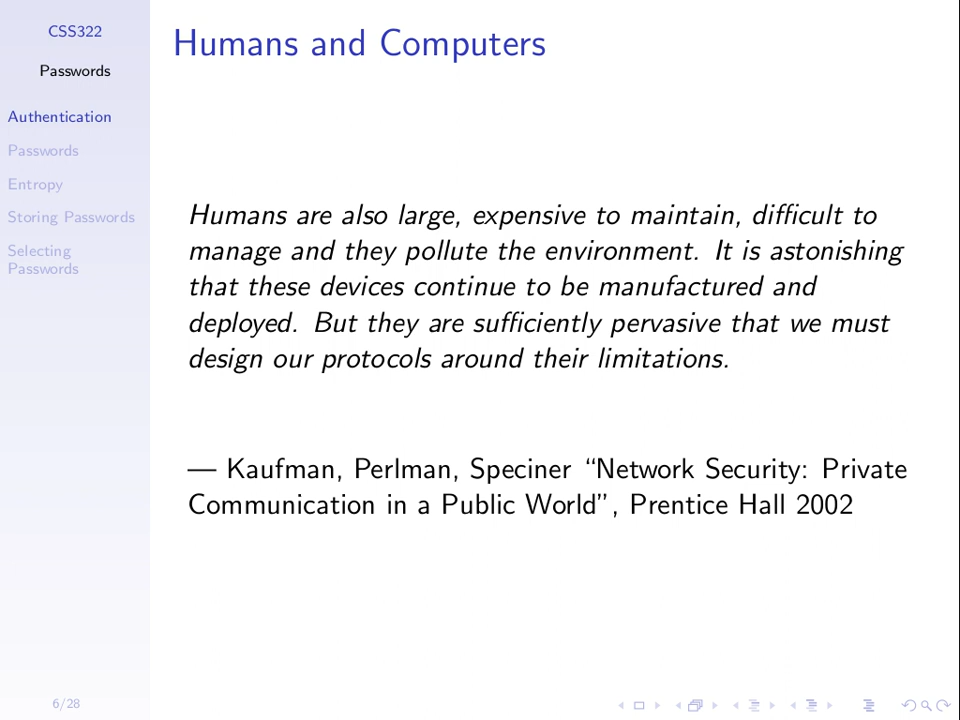 CSS322
Passwords
Authentication
Passwords
Entropy
Storing Passwords
Selecting
Passwords
Humans and Computers
Humans are also large, expensive to maintain, difficult to
manage and they pollute the environment. It is astonishing
that these devices continue to be manufactured and
deployed. But they are sufficiently pervasive that we must
design our protocols around their limitations.
— Kaufman, Perlman, Speciner “Network Security: Private
Communication in a Public World”, Prentice Hall 2002
6/28